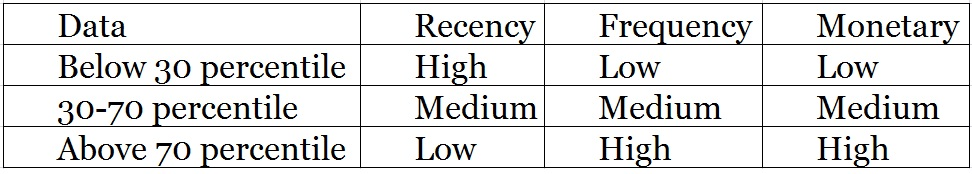 Data Recency Frequency Monetary
Below 30 percentile High Low Low
30-70 percentile Medium Medium Medium
Above 70 percentile Low High High